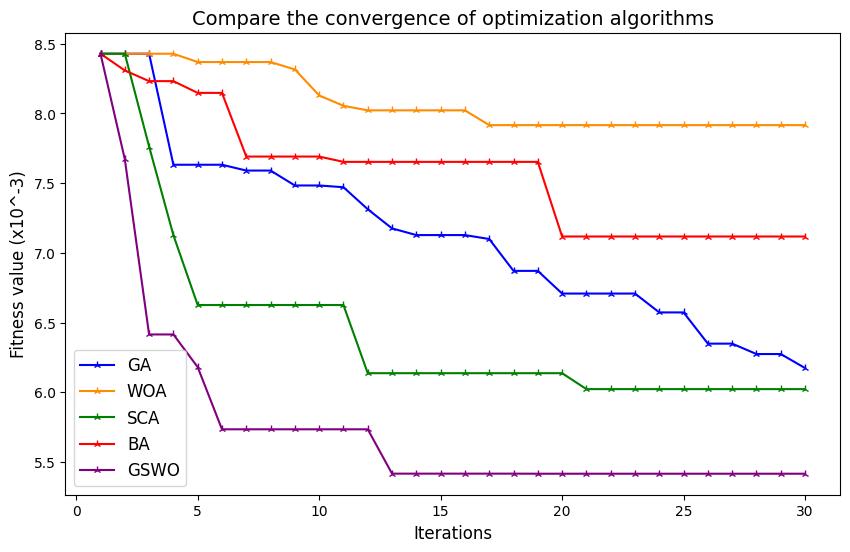 Compare the convergence of optimization algorithms
Fitness value (x10^-3)
8.5
8.0
7.5
7.0
6.5
6.0
5.5
GA
WOA
SCA
BA
GSWO
0 5 10 15 20 25 30
Iterations